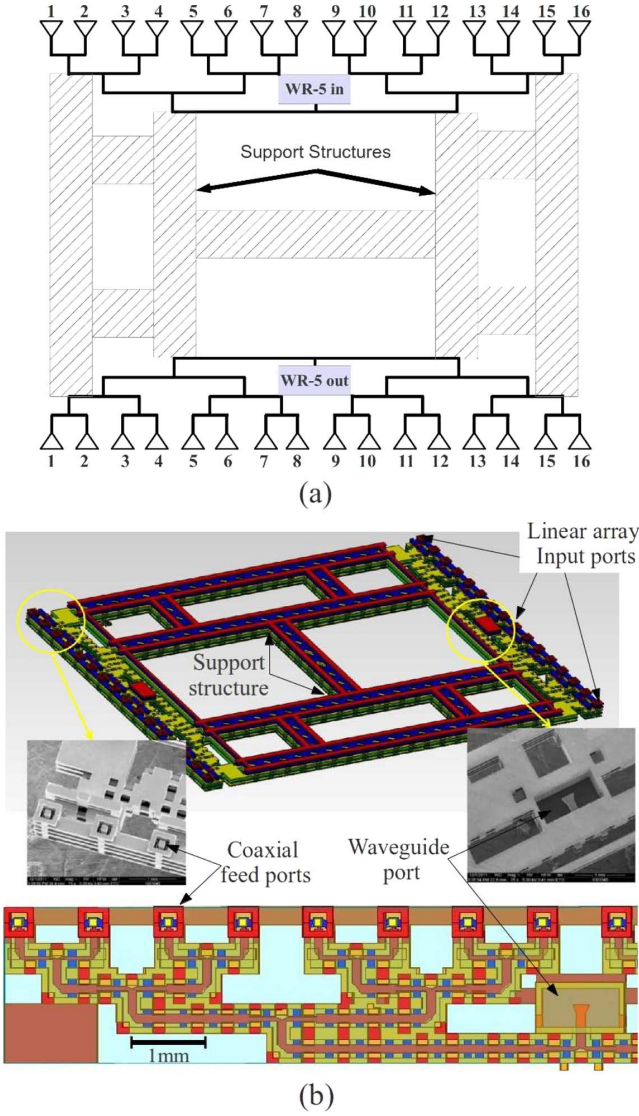 1 2 3 4 5 6 7 8 9 10 11 12 13 14 15 16
WR-5 in
Support Structures
WR-5 out
1 2 3 4 5 6 7 8 9 10 11 12 13 14 15 16
(a)
Linear array
Input ports
Support
structure
Coaxial
feed ports
Waveguide
port
1mm
(b)